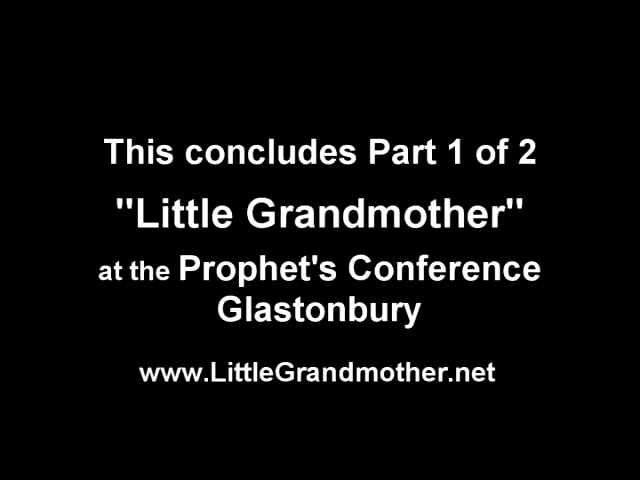 This concludes Part 1 of 2
"Little Grandmother"
at the Prophet's Conference
Glastonbury
www.LittleGrandmother.net